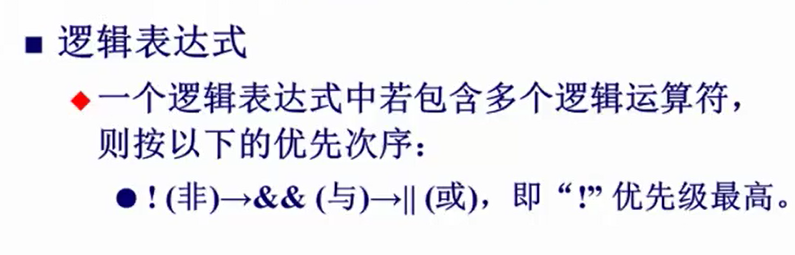 逻辑表达式
一个逻辑表达式中若包含多个逻辑运算符，
则按以下的优先次序：
! (非)→&& (与)→|| (或)，即“!”优先级最高。